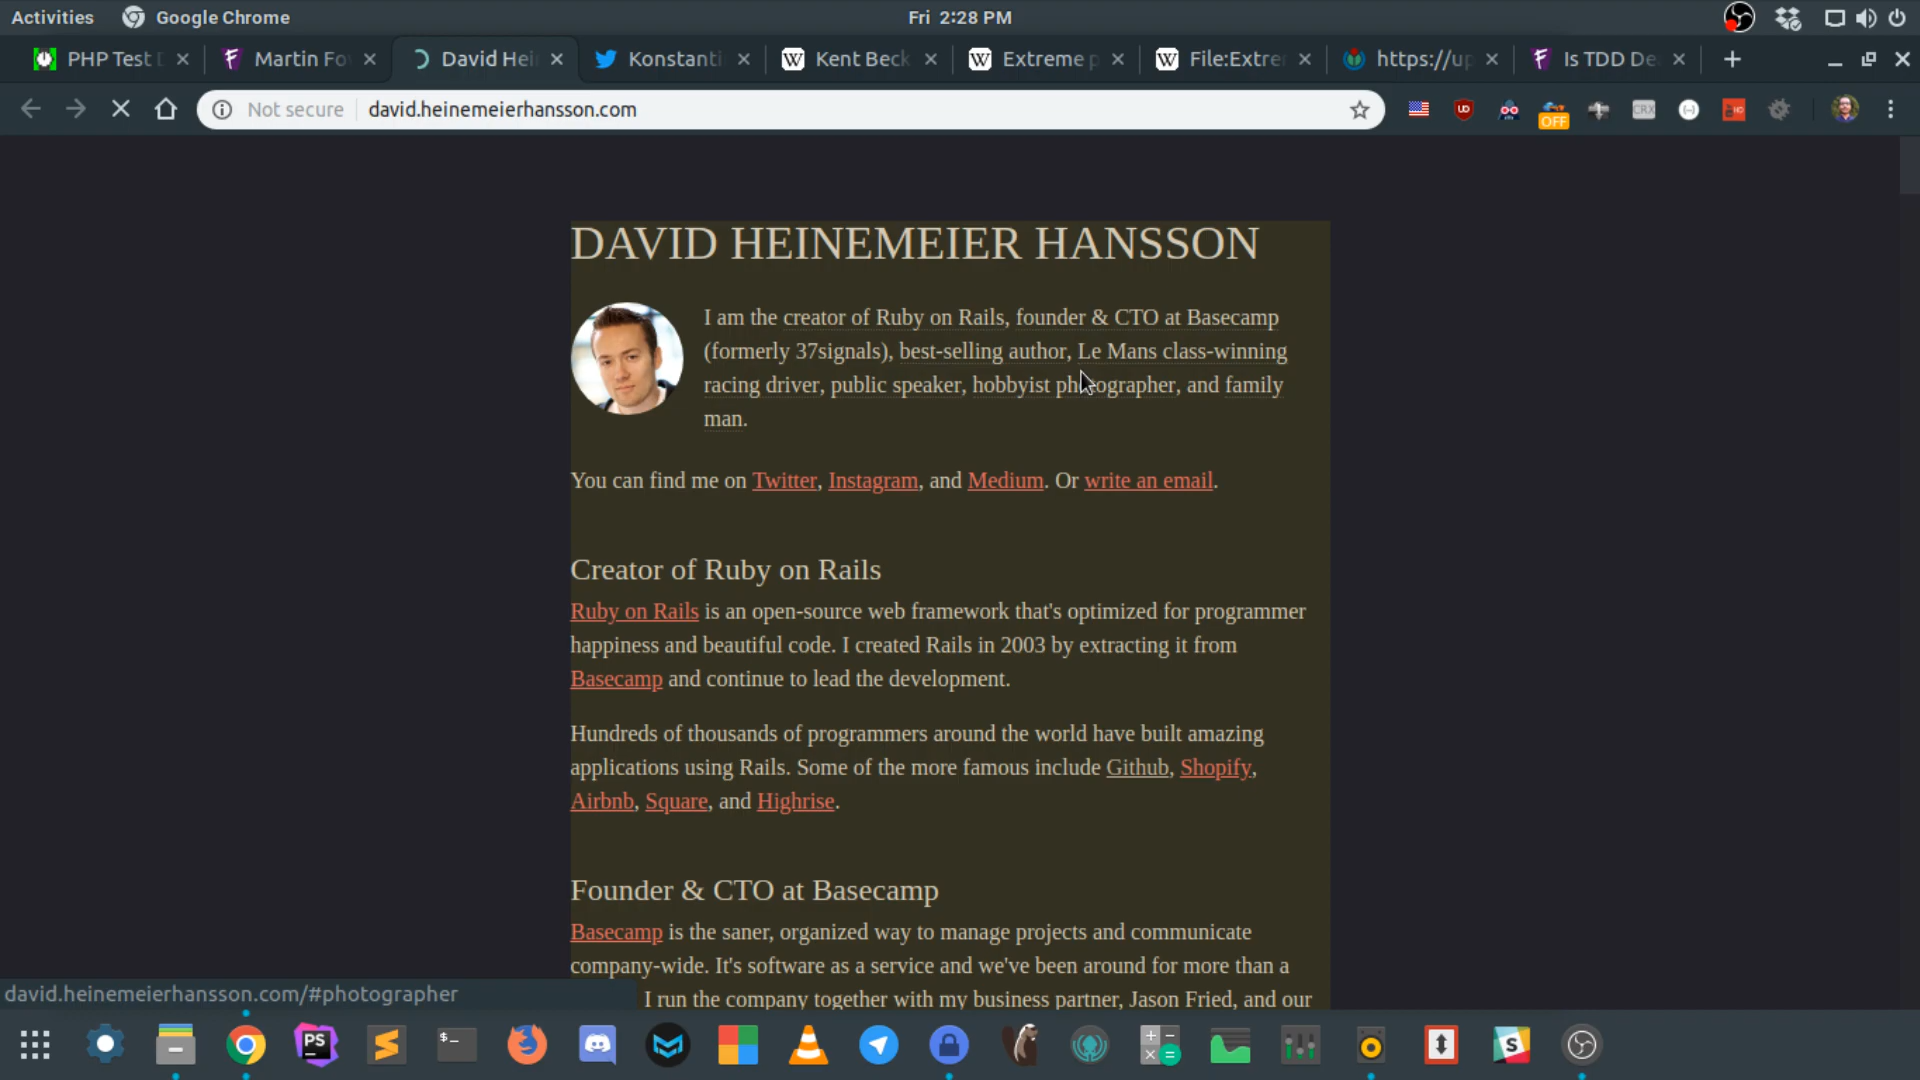 Activities Google Chrome Fri 2:28 PM
PHP Test D Martin Fo David Hei Konstanti Kent Beck Extreme p File:Extre https://up Is TDD De
Not secure david.heinemeierhansson.com
OFF
DAVID HEINEMEIER HANSSON
I am the creator of Ruby on Rails, founder & CTO at Basecamp
(formerly 37signals), best-selling author, Le Mans class-winning
racing driver, public speaker, hobbyist photographer, and family
man.
You can find me on Twitter, Instagram, and Medium. Or write an email.
Creator of Ruby on Rails
Ruby on Rails is an open-source web framework that's optimized for programmer
happiness and beautiful code. I created Rails in 2003 by extracting it from
Basecamp and continue to lead the development.
Hundreds of thousands of programmers around the world have built amazing
applications using Rails. Some of the more famous include Github, Shopify,
Airbnb, Square, and Highrise.
Founder & CTO at Basecamp
Basecamp is the saner, organized way to manage projects and communicate
company-wide. It's software as a service and we've been around for more than a
I run the company together with my business partner, Jason Fried, and our
david.heinemeierhansson.com/#photographer
PS
S